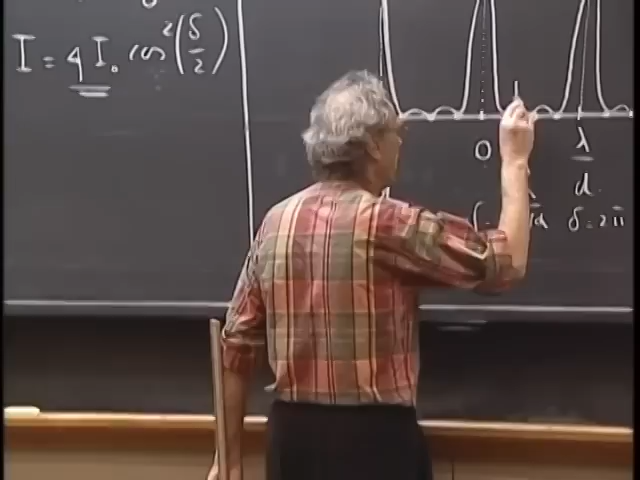 I = 4 I₀ cos²(δ/2)
0 λ
d
δ = 2π